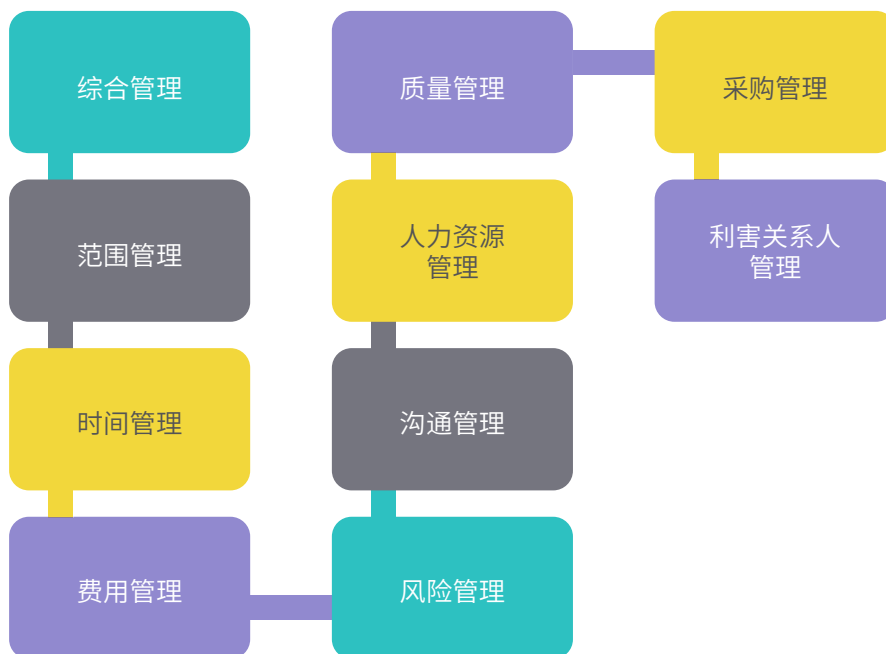 综合管理
范围管理
时间管理
费用管理
风险管理
沟通管理
人力资源
管理
质量管理
采购管理
利害关系人
管理